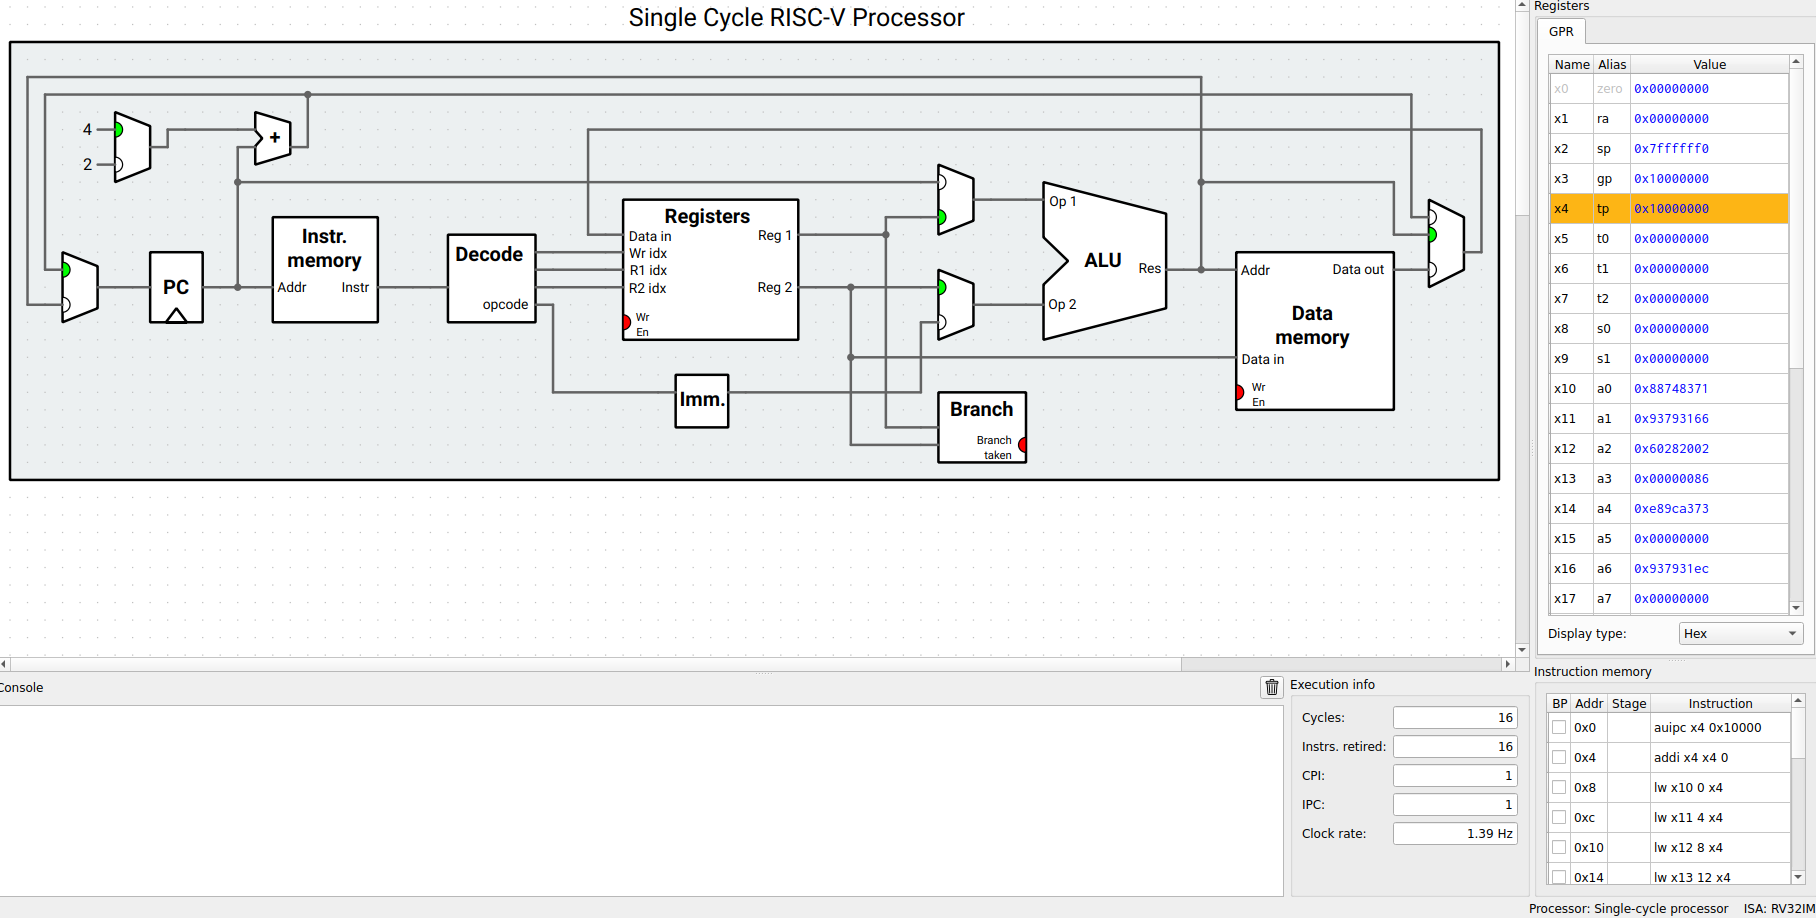 Single Cycle RISC-V Processor
4
2
+
PC
Instr.
memory
Addr
Instr
Decode
opcode
Registers
Data in
Wr idx
R1 idx
R2 idx
Wr
En
Reg 1
Reg 2
Imm.
Branch
Branch
taken
Op 1
Op 2
ALU
Res
Addr
Data out
Data
memory
Data in
Wr
En
Registers
GPR
Name Alias Value
x0 zero 0x00000000
x1 ra 0x00000000
x2 sp 0x7ffffff0
x3 gp 0x10000000
x4 tp 0x10000000
x5 t0 0x00000000
x6 t1 0x00000000
x7 t2 0x00000000
x8 s0 0x00000000
x9 s1 0x00000000
x10 a0 0x88748371
x11 a1 0x93793166
x12 a2 0x60282002
x13 a3 0x00000086
x14 a4 0xe89ca373
x15 a5 0x00000000
x16 a6 0x937931ec
x17 a7 0x00000000
Display type: Hex
Console
Execution info
Cycles: 16
Instrs. retired: 16
CPI: 1
IPC: 1
Clock rate: 1.39 Hz
Instruction memory
BP Addr Stage Instruction
0x0 auipc x4 0x10000
0x4 addi x4 x4 0
0x8 lw x10 0 x4
0xc lw x11 4 x4
0x10 lw x12 8 x4
0x14 lw x13 12 x4
Processor: Single-cycle processor ISA: RV32IM